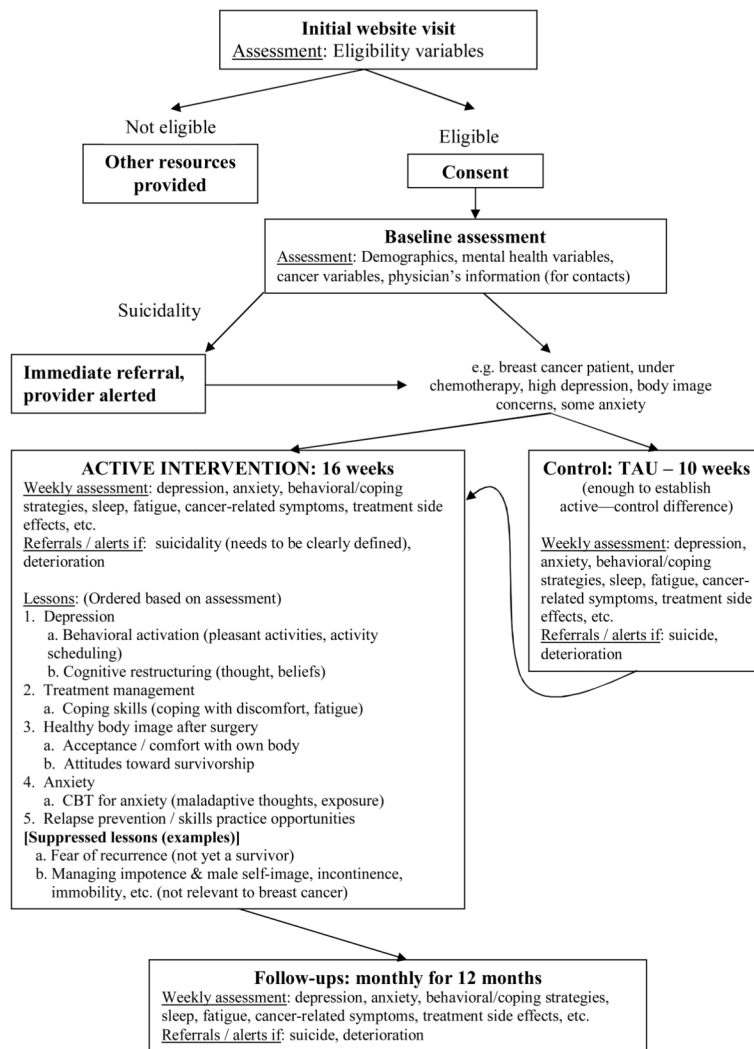 Initial website visit
Assessment: Eligibility variables
Not eligible
Eligible
Other resources
provided
Consent
Baseline assessment
Assessment: Demographics, mental health variables,
cancer variables, physician's information (for contacts)
Suicidality
Immediate referral,
provider alerted
e.g. breast cancer patient, under
chemotherapy, high depression, body image
concerns, some anxiety
ACTIVE INTERVENTION: 16 weeks
Weekly assessment: depression, anxiety, behavioral/coping
strategies, sleep, fatigue, cancer-related symptoms, treatment side
effects, etc.
Referrals / alerts if:  suicidality (needs to be clearly defined),
deterioration
Lessons: (Ordered based on assessment)
1. Depression
a. Behavioral activation (pleasant activities, activity
scheduling)
b. Cognitive restructuring (thought, beliefs)
2. Treatment management
a. Coping skills (coping with discomfort, fatigue)
3. Healthy body image after surgery
a. Acceptance / comfort with own body
b. Attitudes toward survivorship
4. Anxiety
a. CBT for anxiety (maladaptive thoughts, exposure)
5. Relapse prevention / skills practice opportunities
[Suppressed lessons (examples)]
a. Fear of recurrence (not yet a survivor)
b. Managing impotence & male self-image, incontinence,
immobility, etc. (not relevant to breast cancer)
Control: TAU – 10 weeks
(enough to establish
active—control difference)
Weekly assessment: depression,
anxiety, behavioral/coping
strategies, sleep, fatigue, cancer-
related symptoms, treatment side
effects, etc.
Referrals / alerts if: suicide,
deterioration
Follow-ups: monthly for 12 months
Weekly assessment: depression, anxiety, behavioral/coping strategies,
sleep, fatigue, cancer-related symptoms, treatment side effects, etc.
Referrals / alerts if: suicide, deterioration